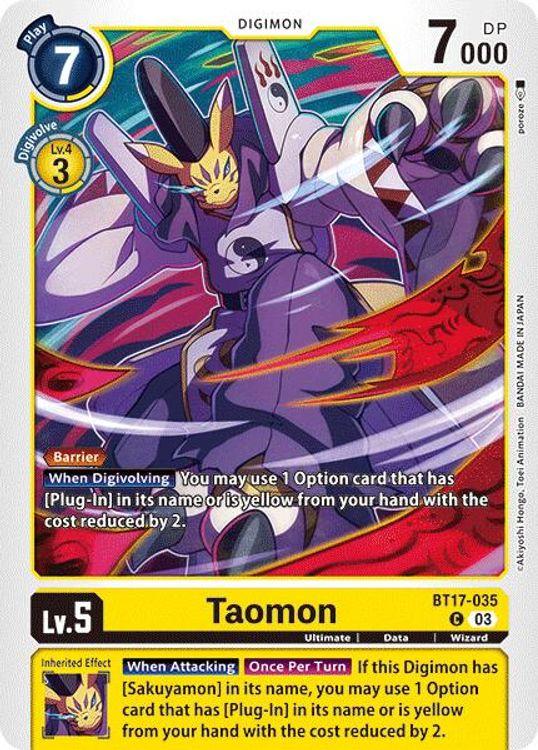 DIGIMON
Play
7
DP
7000
Digivolve
Lv.4
3
poroze
Barrier
When Digivolving You may use 1 Option card that has
[Plug-In] in its name or is yellow from your hand with the
cost reduced by 2.
©Akiyoshi Hongo, Toei Animation BANDAI MADE IN JAPAN
Lv.5
Taomon
BT17-035
C 03
Ultimate | Data | Wizard
Inherited Effect
When Attacking Once Per Turn If this Digimon has
[Sakuyamon] in its name, you may use 1 Option
card that has [Plug-In] in its name or is yellow
from your hand with the cost reduced by 2.